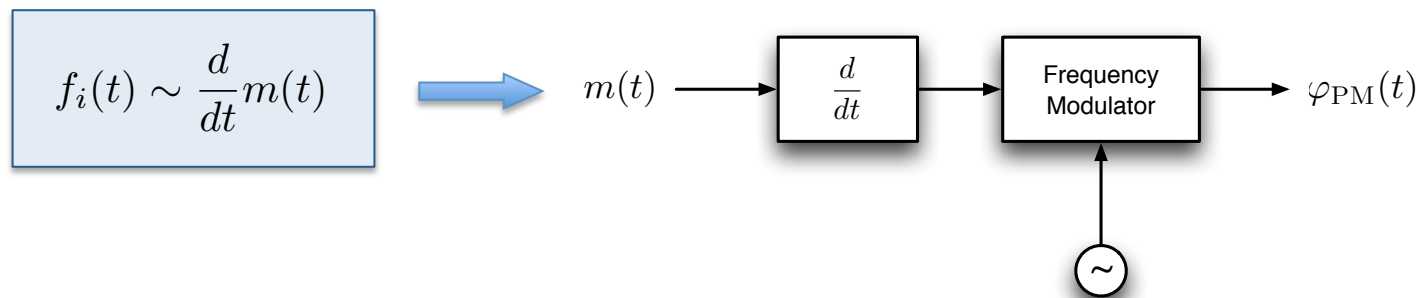 f_i(t) ∼ d/dt m(t)
m(t)
d/dt
Frequency
Modulator
φ_PM(t)
~